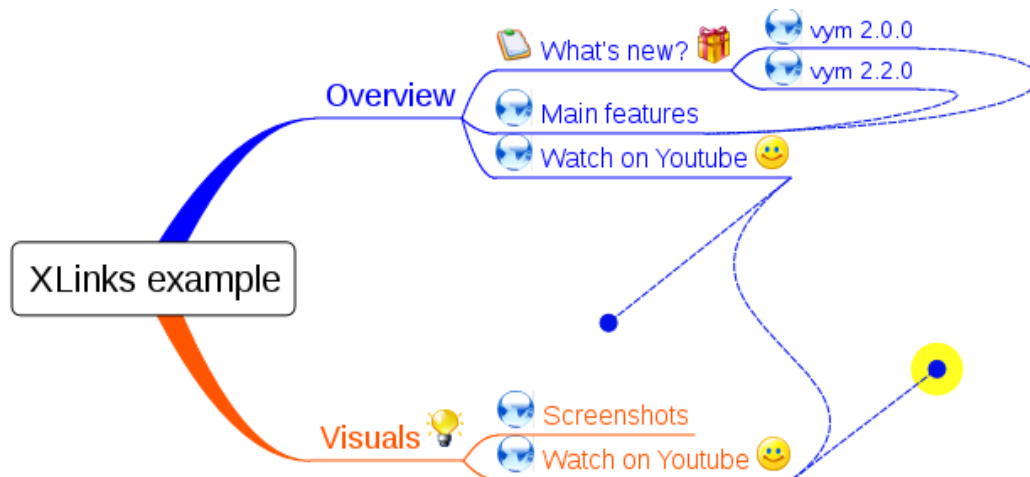 XLinks example
Overview
What's new?
vym 2.0.0
vym 2.2.0
Main features
Watch on Youtube
Visuals
Screenshots
Watch on Youtube